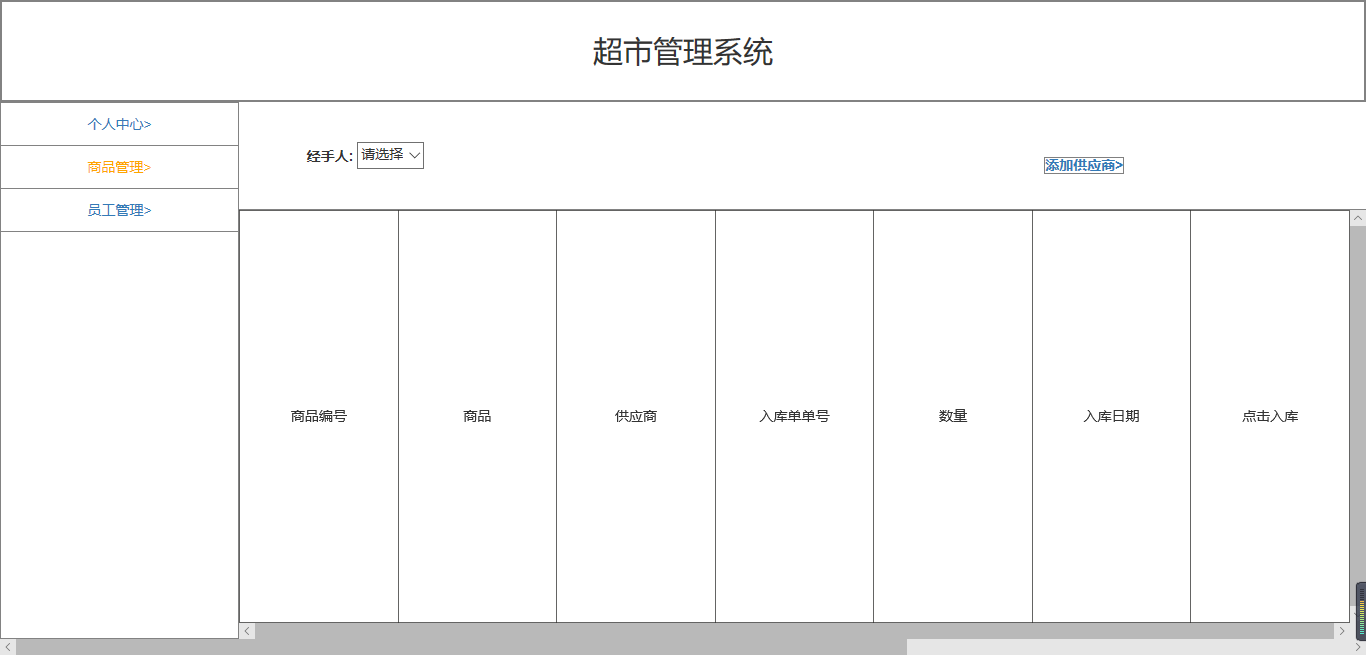 超市管理系统
个人中心>
商品管理>
员工管理>
经手人: 请选择
添加供应商>
商品编号 商品 供应商 入库单单号 数量 入库日期 点击入库